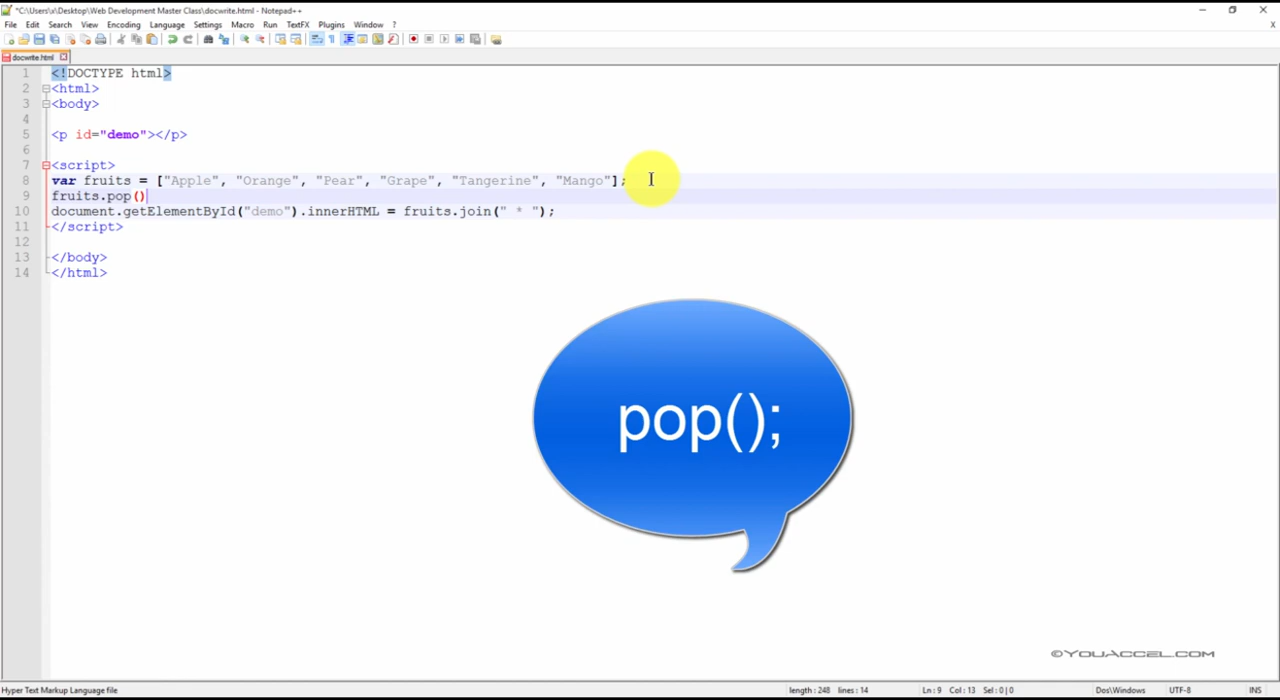 *C:\Users\x\Desktop\Web Development Master Class\docwrite.html - Notepad++
File Edit Search View Encoding Language Settings Macro Run TextFX Plugins Window ? X
docwrite.html
1 <!DOCTYPE html>
2 <html>
3 <body>
4
5 <p id="demo"></p>
6
7 <script>
8 var fruits = ["Apple", "Orange", "Pear", "Grape", "Tangerine", "Mango"];
9 fruits.pop()
10 document.getElementById("demo").innerHTML = fruits.join(" * ");
11 </script>
12
13 </body>
14 </html>
pop();
©YOUACCEL.COM
Hyper Text Markup Language file length : 248 lines : 14 Ln : 9 Col : 13 Sel : 0 | 0 Dos\Windows UTF-8 INS